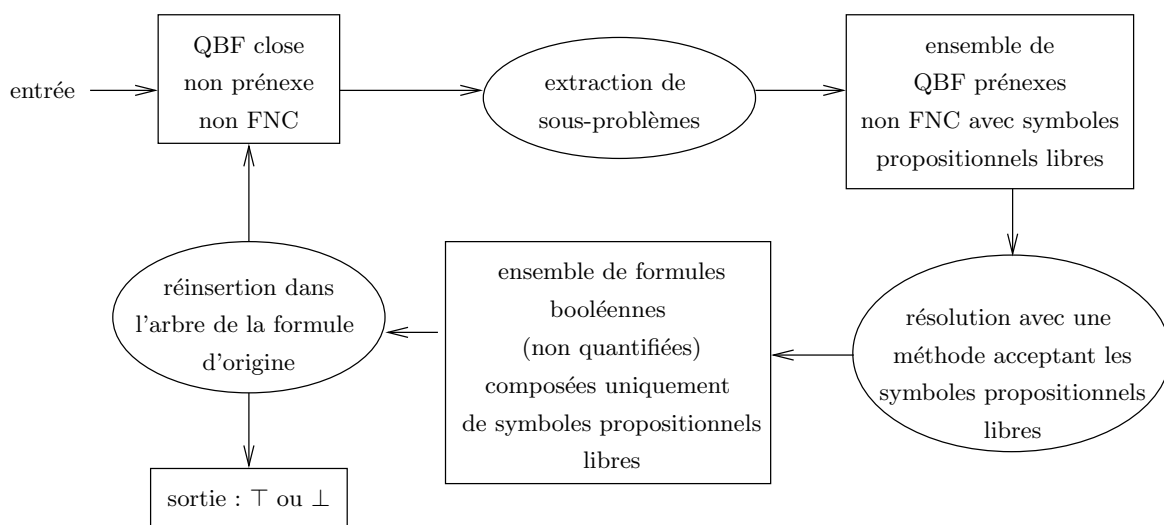 entrée
QBF close
non prénexe
non FNC
extraction de
sous-problèmes
ensemble de
QBF prénexes
non FNC avec symboles
propositionnels libres
résolution avec une
méthode acceptant les
symboles propositionnels
libres
ensemble de formules
booléennes
(non quantifiées)
composées uniquement
de symboles propositionnels
libres
réinsertion dans
l'arbre de la formule
d'origine
sortie : ⊤ ou ⊥